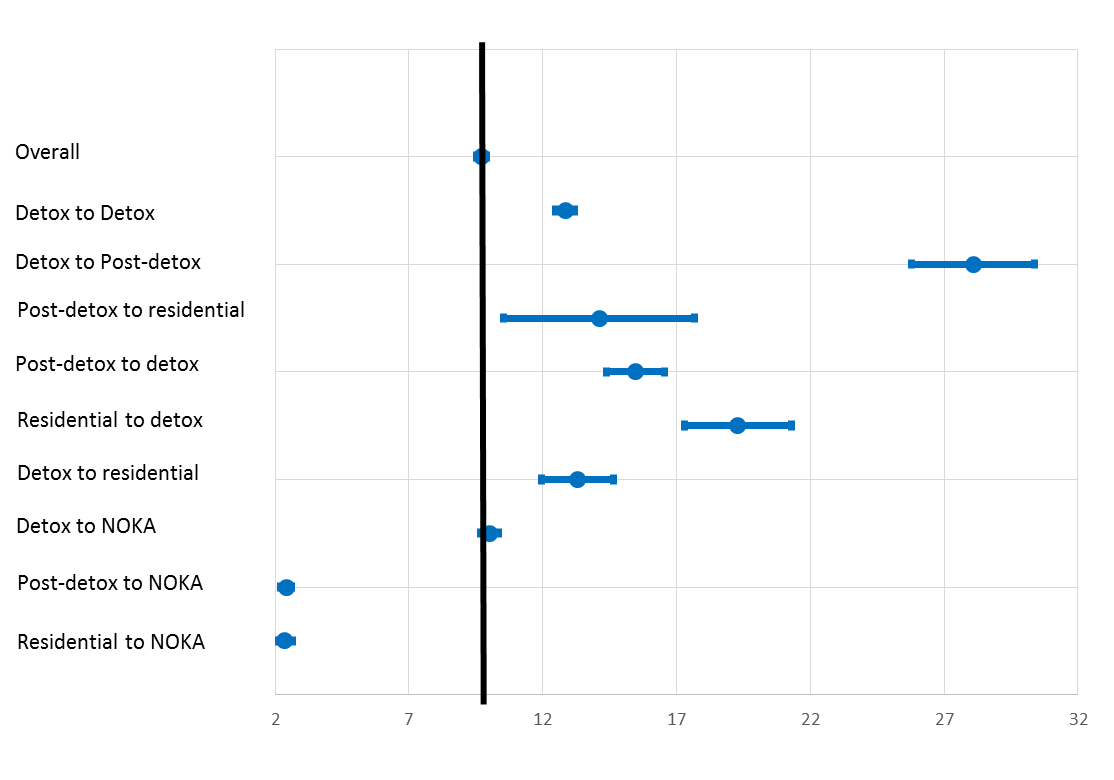 Overall
Detox to Detox
Detox to Post-detox
Post-detox to residential
Post-detox to detox
Residential to detox
Detox to residential
Detox to NOKA
Post-detox to NOKA
Residential to NOKA
2 7 12 17 22 27 32